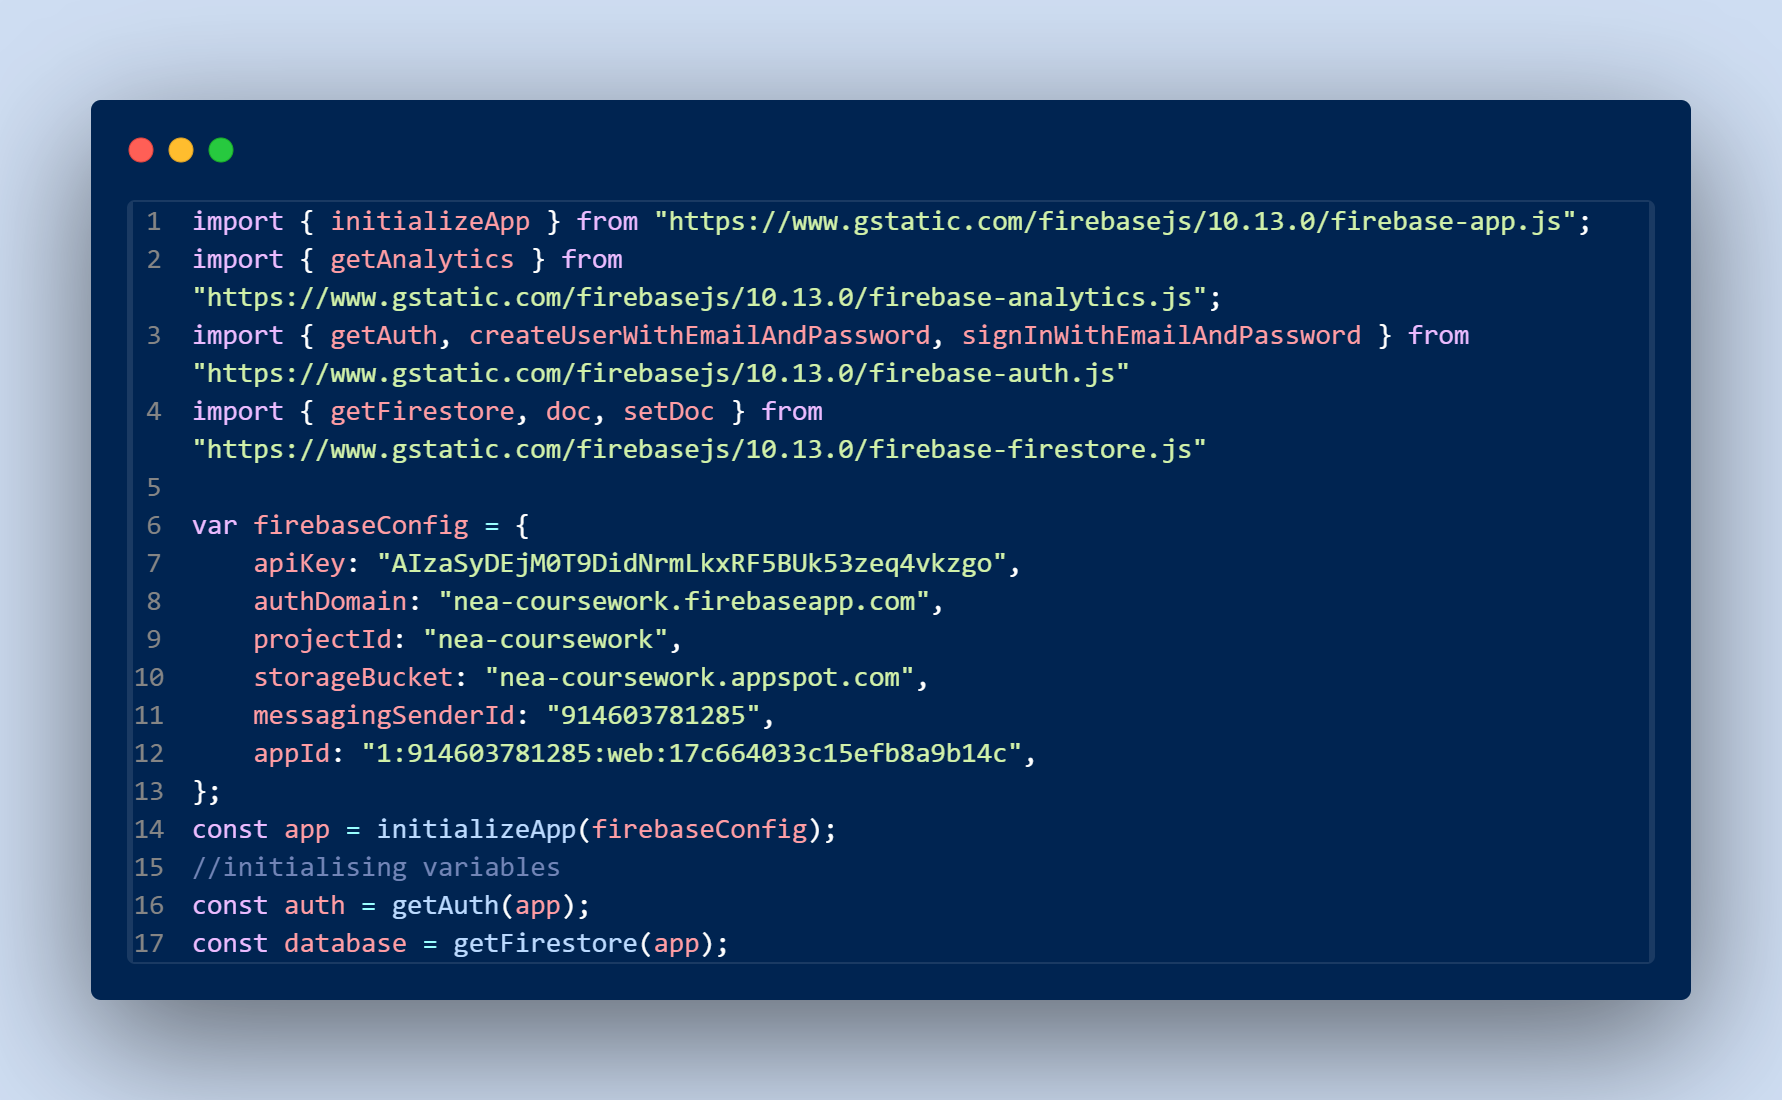 1 import { initializeApp } from "https://www.gstatic.com/firebasejs/10.13.0/firebase-app.js";
2 import { getAnalytics } from
"https://www.gstatic.com/firebasejs/10.13.0/firebase-analytics.js";
3 import { getAuth, createUserWithEmailAndPassword, signInWithEmailAndPassword } from
"https://www.gstatic.com/firebasejs/10.13.0/firebase-auth.js"
4 import { getFirestore, doc, setDoc } from
"https://www.gstatic.com/firebasejs/10.13.0/firebase-firestore.js"
5
6 var firebaseConfig = {
7     apiKey: "AIzaSyDEjM0T9DidNrmLkxRF5BUk53zeq4vkzgo",
8     authDomain: "nea-coursework.firebaseapp.com",
9     projectId: "nea-coursework",
10     storageBucket: "nea-coursework.appspot.com",
11     messagingSenderId: "914603781285",
12     appId: "1:914603781285:web:17c664033c15efb8a9b14c",
13 };
14 const app = initializeApp(firebaseConfig);
15 //initialising variables
16 const auth = getAuth(app);
17 const database = getFirestore(app);